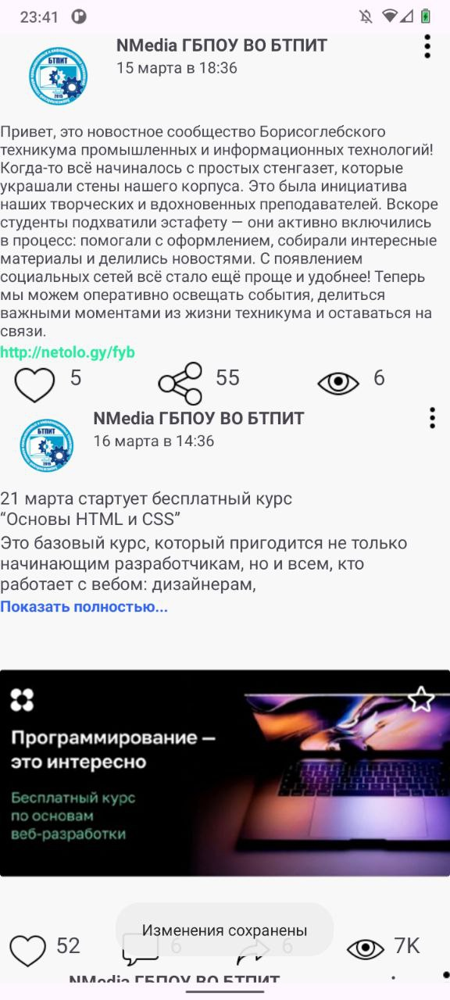 23:41
NMedia ГБПОУ ВО БТПИТ
15 марта в 18:36
БТПИТ
2015
Привет, это новостное сообщество Борисоглебского
техникума промышленных и информационных технологий!
Когда-то всё начиналось с простых стенгазет, которые
украшали стены нашего корпуса. Это была инициатива
наших творческих и вдохновенных преподавателей. Вскоре
студенты подхватили эстафету — они активно включились
в процесс: помогали с оформлением, собирали интересные
материалы и делились новостями. С появлением
социальных сетей всё стало ещё проще и удобнее! Теперь
мы можем оперативно освещать события, делиться
важными моментами из жизни техникума и оставаться на
связи.
http://netolo.gy/fyb
5 55 6
NMedia ГБПОУ ВО БТПИТ
16 марта в 14:36
БТПИТ
2015
21 марта стартует бесплатный курс
“Основы HTML и CSS”
Это базовый курс, который пригодится не только
начинающим разработчикам, но и всем, кто
работает с вебом: дизайнерам,
Показать полностью...
Программирование —
это интересно
Бесплатный курс
по основам
веб-разработки
Изменения сохранены
52 6 6 7K
NMedia ГБПОУ ВО БТПИТ